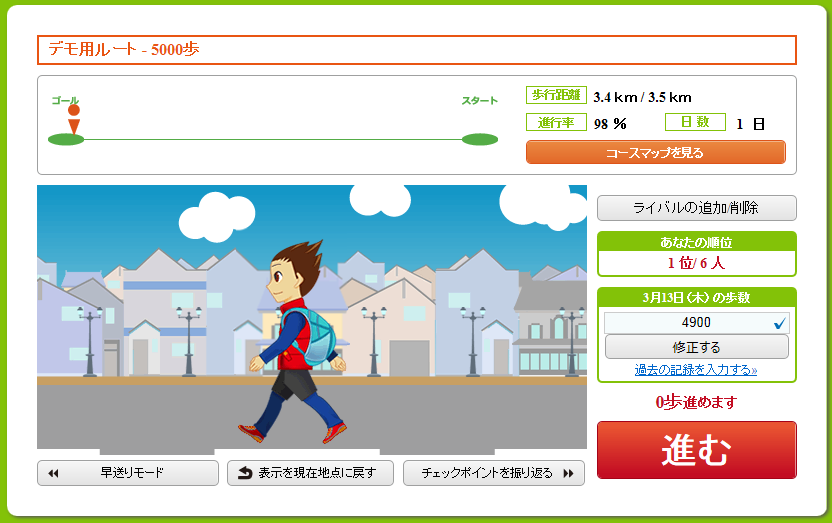 デモ用ルート - 5000歩
ゴール
スタート
歩行距離 3.4 km / 3.5 km
進行率 98 % 日数 1 日
コースマップを見る
ライバルの追加/削除
あなたの順位
1 位/ 6 人
3月13日（木）の歩数
4900
修正する
過去の記録を入力する»
0歩進めます
進む
早送りモード
表示を現在地点に戻す
チェックポイントを振り返る